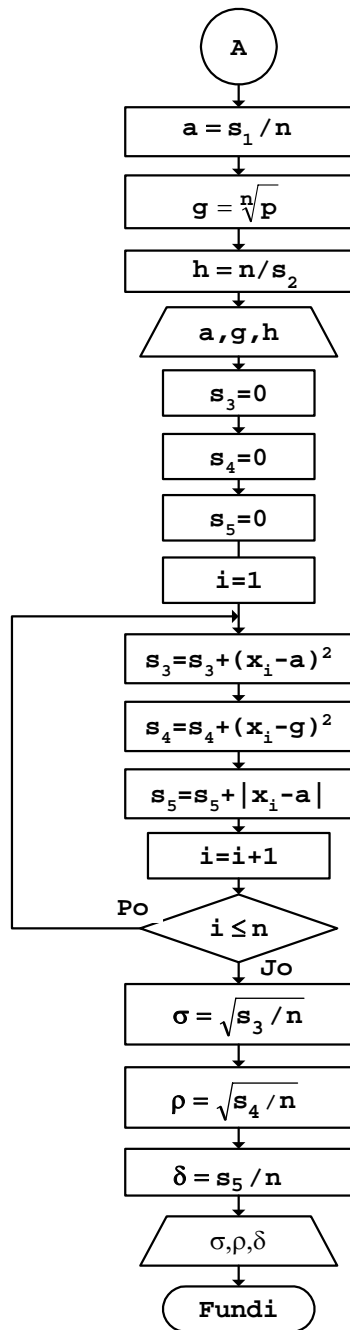 A
a = s₁ / n
g = ⁿ√p
h = n/s₂
a,g,h
s₃=0
s₄=0
s₅=0
i=1
s₃=s₃+(xᵢ-a)²
s₄=s₄+(xᵢ-g)²
s₅=s₅+|xᵢ-a|
i=i+1
Po
i ≤ n
Jo
σ = √s₃ / n
ρ = √s₄ / n
δ = s₅ / n
σ,ρ,δ
Fundi